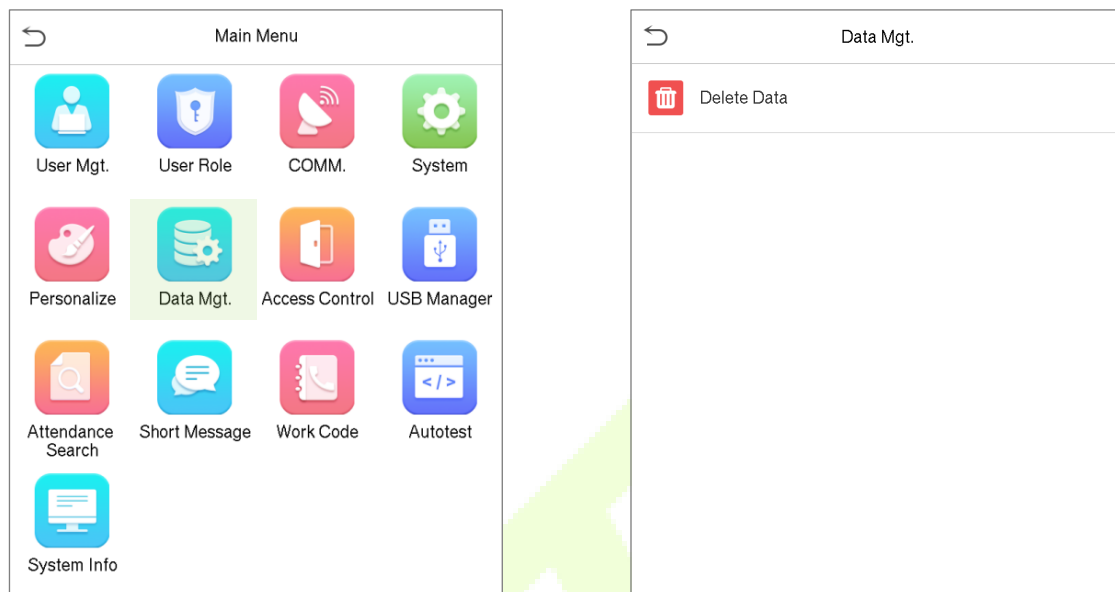 Main Menu
User Mgt.
User Role
COMM.
System
Personalize
Data Mgt.
Access Control
USB Manager
Attendance
Search
Short Message
Work Code
Autotest
System Info
Data Mgt.
Delete Data